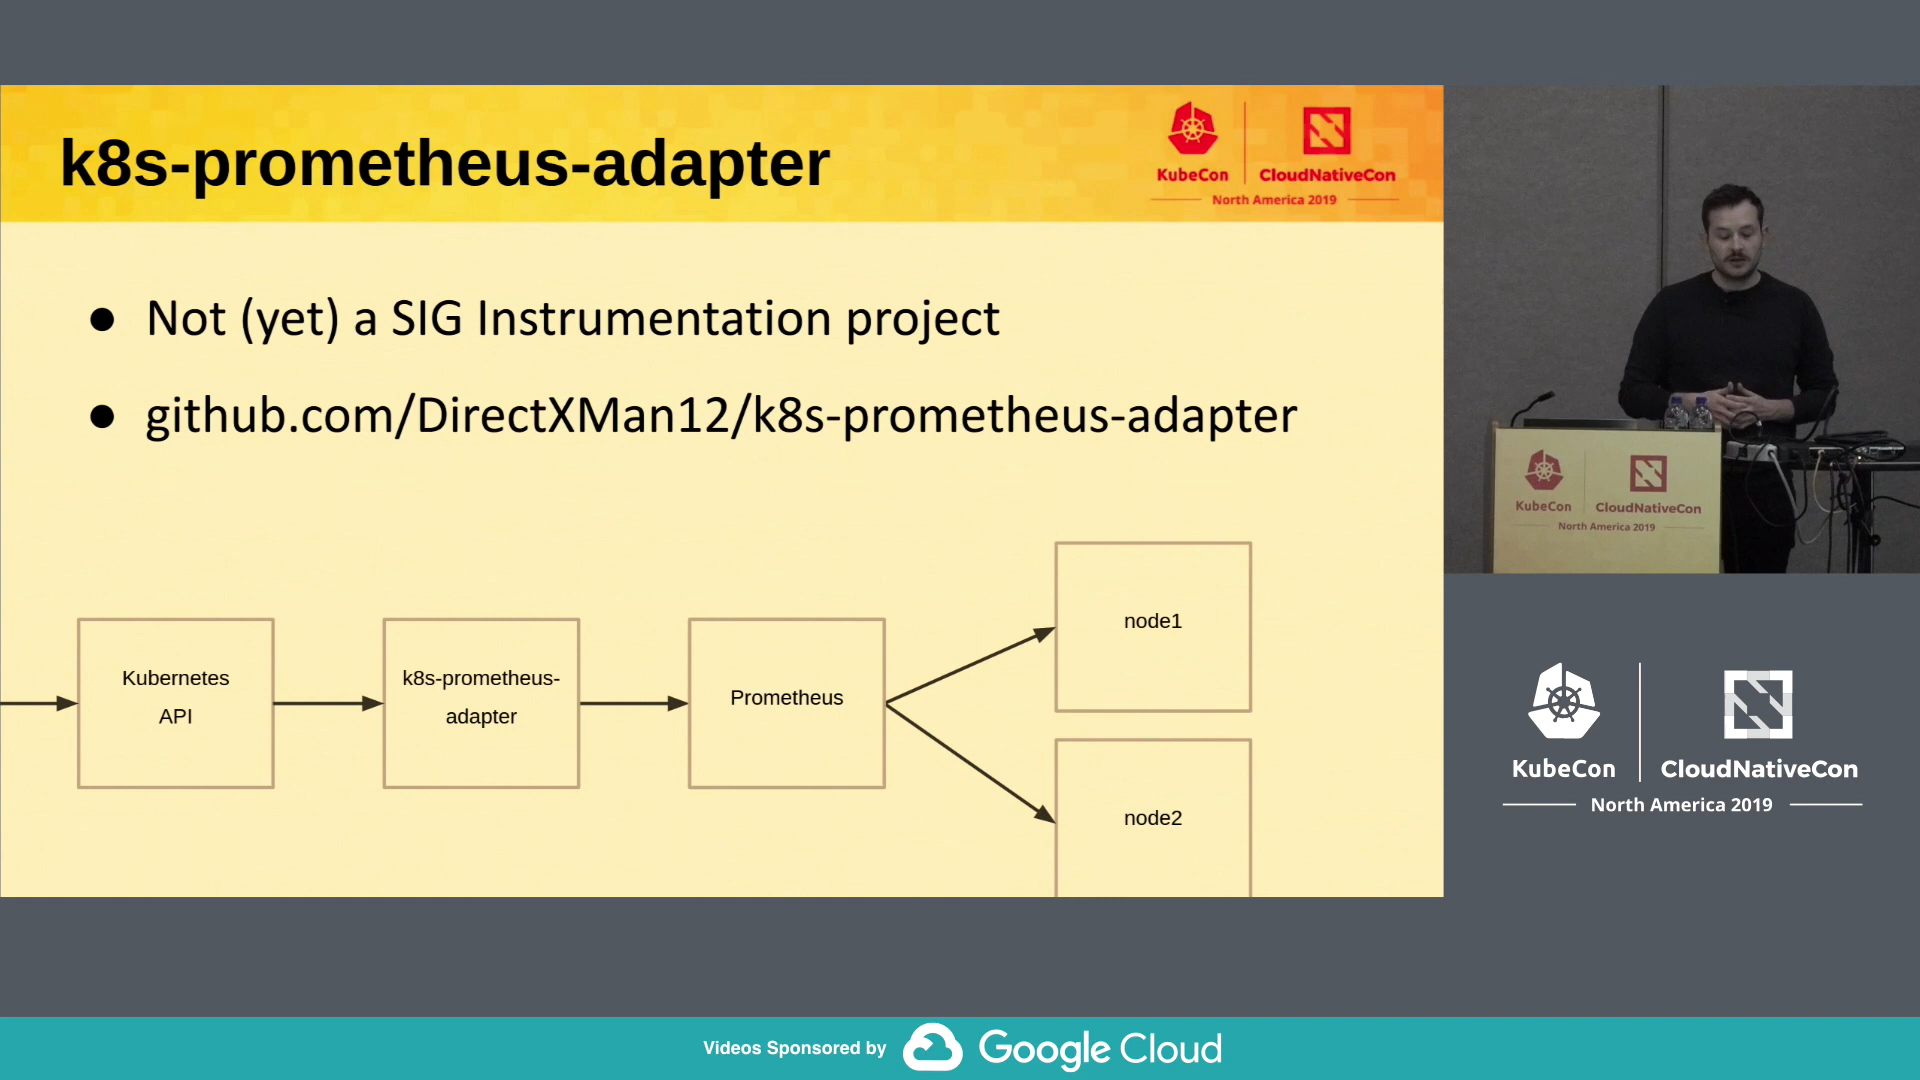 k8s-prometheus-adapter
KubeCon
CloudNativeCon
North America 2019
● Not (yet) a SIG Instrumentation project
● github.com/DirectXMan12/k8s-prometheus-adapter
Kubernetes
API
k8s-prometheus-
adapter
Prometheus
node1
node2
KubeCon
CloudNativeCon
North America 2019
KubeCon
CloudNativeCon
North America 2019
Videos Sponsored by
Google Cloud